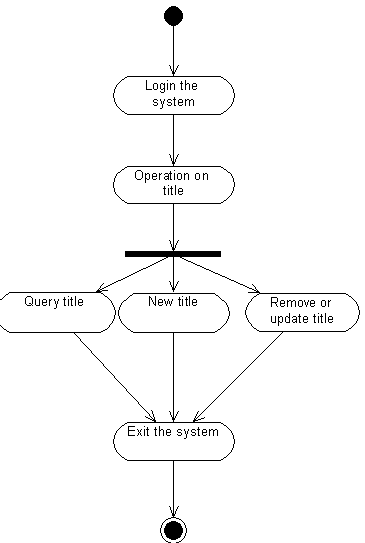 Login the
system
Operation on
title
Query title
New title
Remove or
update title
Exit the system